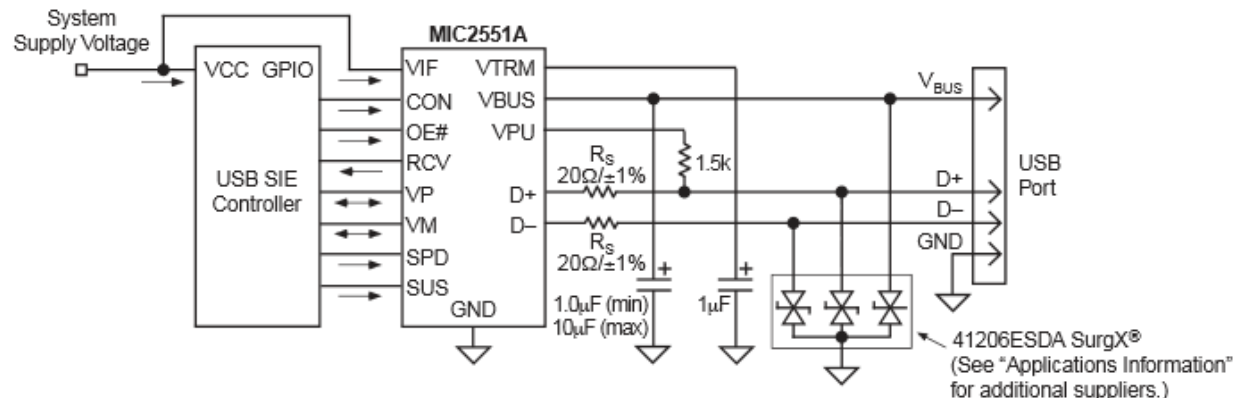 System
Supply Voltage
MIC2551A
VCC GPIO
VIF
VTRM
V_BUS
CON
VBUS
OE#
VPU
RCV
R_S
20Ω/±1%
1.5k
USB
Port
USB SIE
Controller
VP
D+
D+
VM
D–
D–
R_S
20Ω/±1%
GND
SPD
SUS
GND
1.0µF (min)
10µF (max)
1µF
41206ESDA SurgX®
(See “Applications Information”
for additional suppliers.)